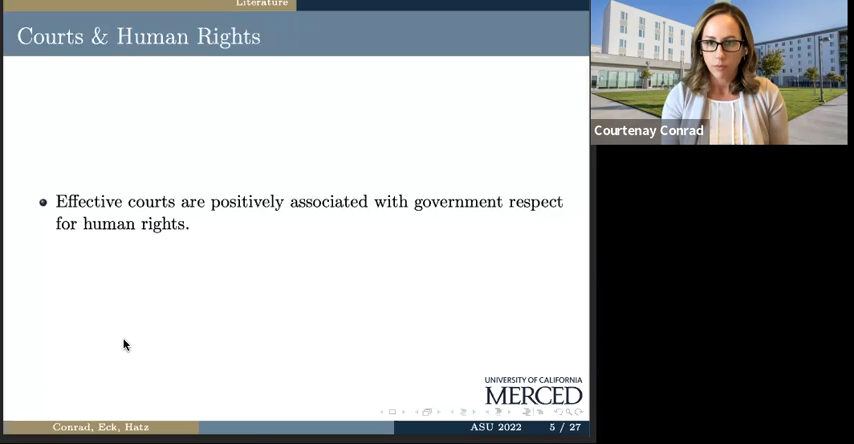 Literature
Courts & Human Rights
Effective courts are positively associated with government respect
for human rights.
UNIVERSITY OF CALIFORNIA
MERCED
Conrad, Eck, Hatz
ASU 2022
5 / 27
Courtenay Conrad